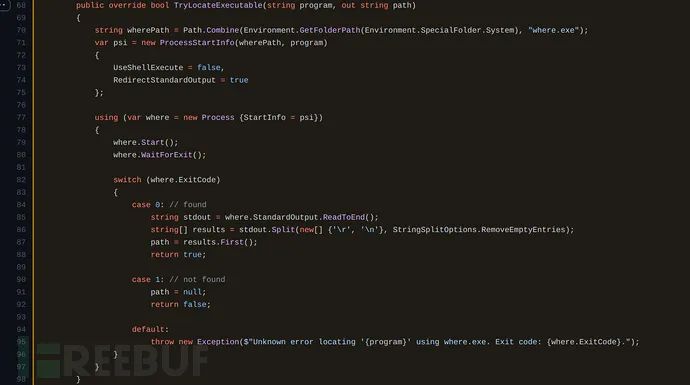 68 public override bool TryLocateExecutable(string program, out string path)
69 {
70 string wherePath = Path.Combine(Environment.GetFolderPath(Environment.SpecialFolder.System), "where.exe");
71 var psi = new ProcessStartInfo(wherePath, program)
72 {
73 UseShellExecute = false,
74 RedirectStandardOutput = true
75 };
76
77 using (var where = new Process {StartInfo = psi})
78 {
79 where.Start();
80 where.WaitForExit();
81
82 switch (where.ExitCode)
83 {
84 case 0: // found
85 string stdout = where.StandardOutput.ReadToEnd();
86 string[] results = stdout.Split(new[] {'\r', '\n'}, StringSplitOptions.RemoveEmptyEntries);
87 path = results.First();
88 return true;
89
90 case 1: // not found
91 path = null;
92 return false;
93
94 default:
95 throw new Exception($"Unknown error locating '{program}' using where.exe. Exit code: {where.ExitCode}.");
96 }
97 }
98 }
REEBUF